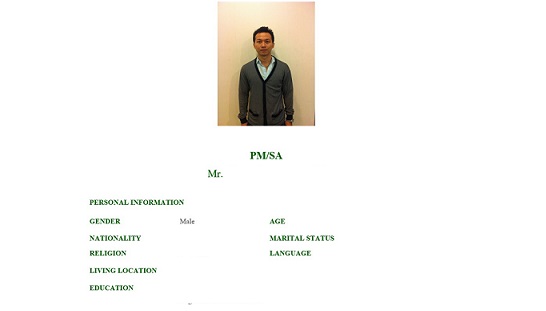 PM/SA
Mr.
PERSONAL INFORMATION
GENDER Male AGE
NATIONALITY MARITAL STATUS
RELIGION LANGUAGE
LIVING LOCATION
EDUCATION